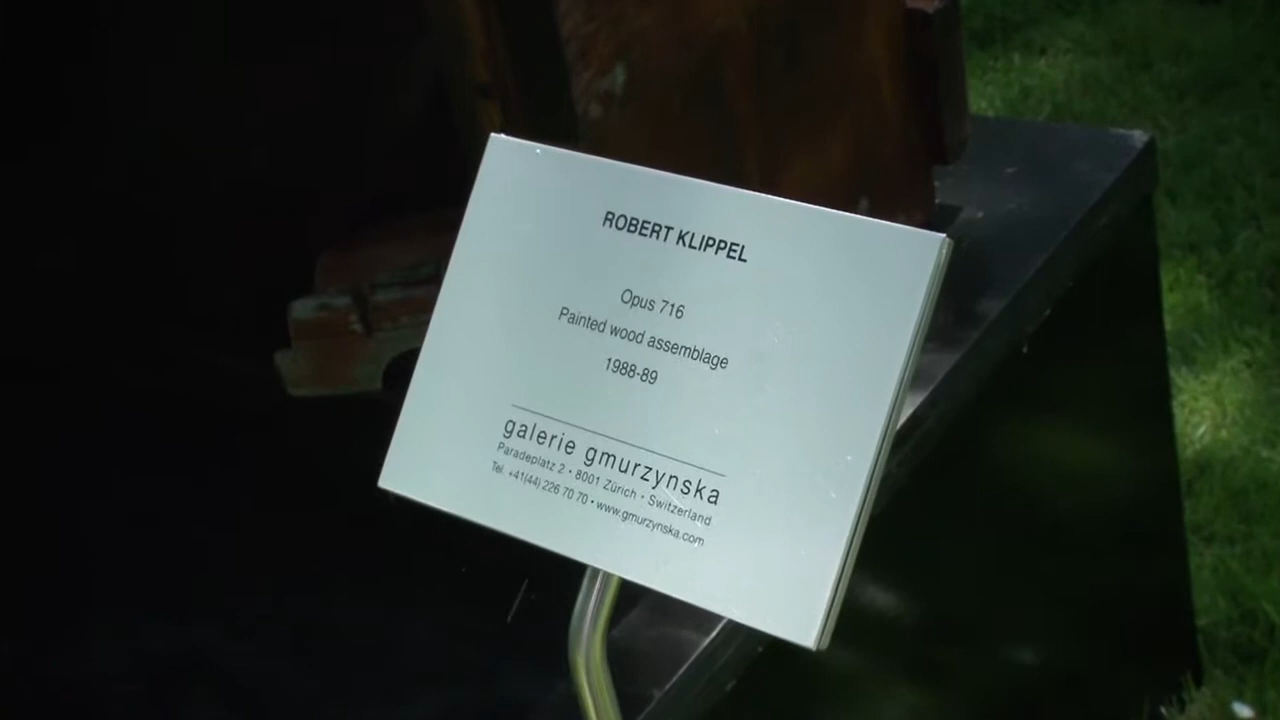 ROBERT KLIPPEL
Opus 716
Painted wood assemblage
1988-89
galerie gmurzynska
Paradeplatz 2 • 8001 Zürich • Switzerland
Tel. +41(44) 226 70 70 • www.gmurzynska.com